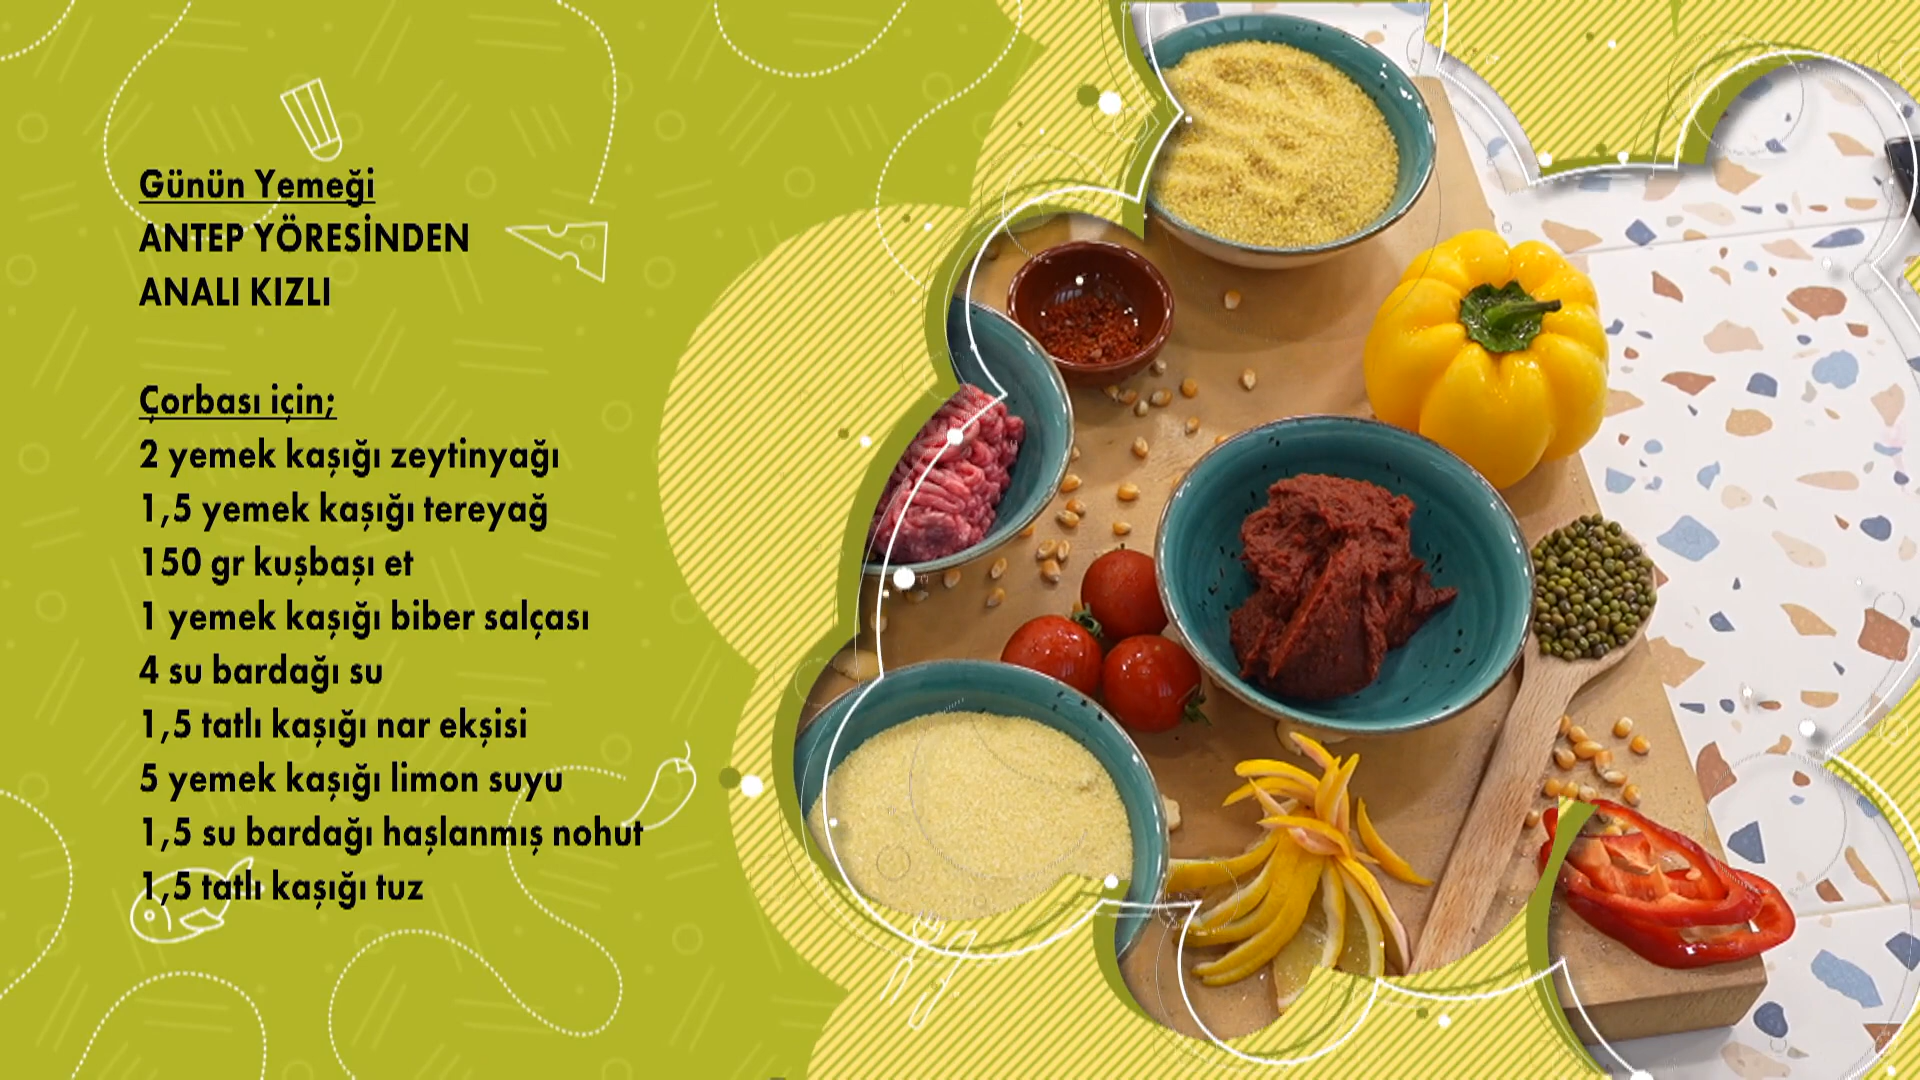 Günün Yemeği
ANTEP YÖRESİNDEN
ANALI KIZLI
Çorbası için;
2 yemek kaşığı zeytinyağı
1,5 yemek kaşığı tereyağ
150 gr kuşbaşı et
1 yemek kaşığı biber salçası
4 su bardağı su
1,5 tatlı kaşığı nar ekşisi
5 yemek kaşığı limon suyu
1,5 su bardağı haşlanmış nohut
1,5 tatlı kaşığı tuz